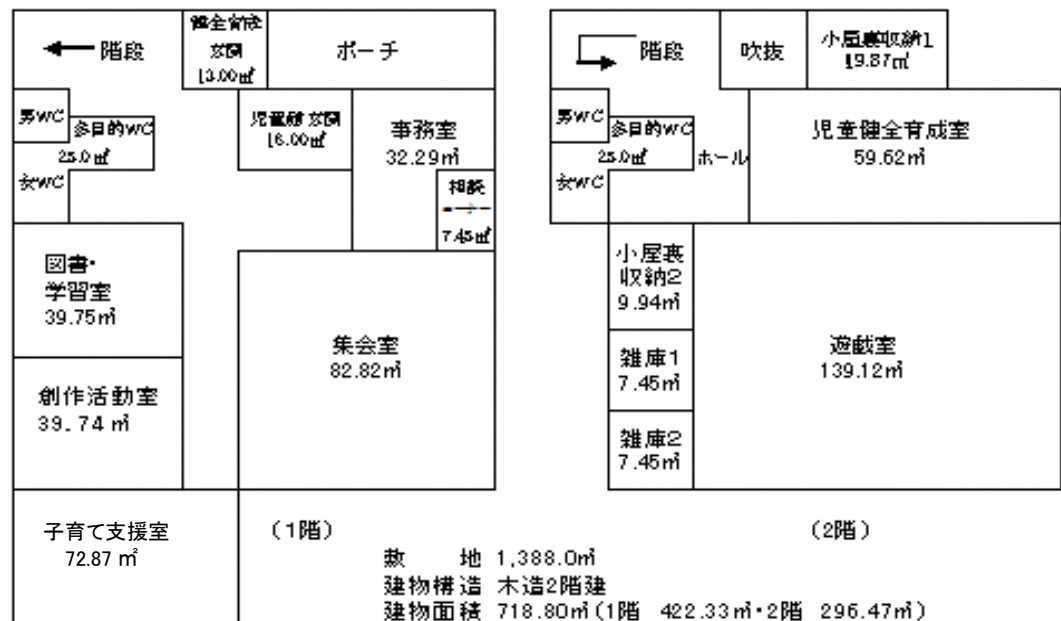 階段
健全育成
玄関
13.00㎡
ポーチ
男WC
多目的WC
25.0㎡
女WC
児童館玄関
16.00㎡
事務室
32.29㎡
相談
7.45㎡
図書・
学習室
39.75㎡
集会室
82.82㎡
創作活動室
39.74 ㎡
子育て支援室
72.87 ㎡
(1階)
階段
吹抜
小屋裏収納1
19.87㎡
男WC
多目的WC
25.0㎡
女WC
ホール
児童健全育成室
59.62㎡
小屋裏
収納2
9.94㎡
遊戯室
139.12㎡
雑庫1
7.45㎡
雑庫2
7.45㎡
(2階)
敷　地 1,388.0㎡
建物構造 木造2階建
建物面積 718.80㎡(1階 422.33㎡・2階 296.47㎡)